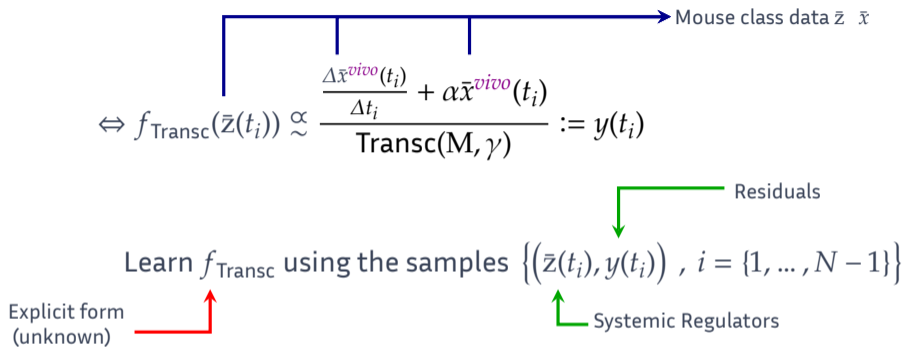 Mouse class data z̄ x̄
⇔ f_Transc(z̄(t_i)) ∝∼ (Δx̄^vivo(t_i)/Δt_i + αx̄^vivo(t_i)) / Transc(M, γ) := y(t_i)
Residuals
Learn f_Transc using the samples {(z̄(t_i), y(t_i)) , i = {1, ... , N − 1}}
Explicit form
(unknown)
Systemic Regulators